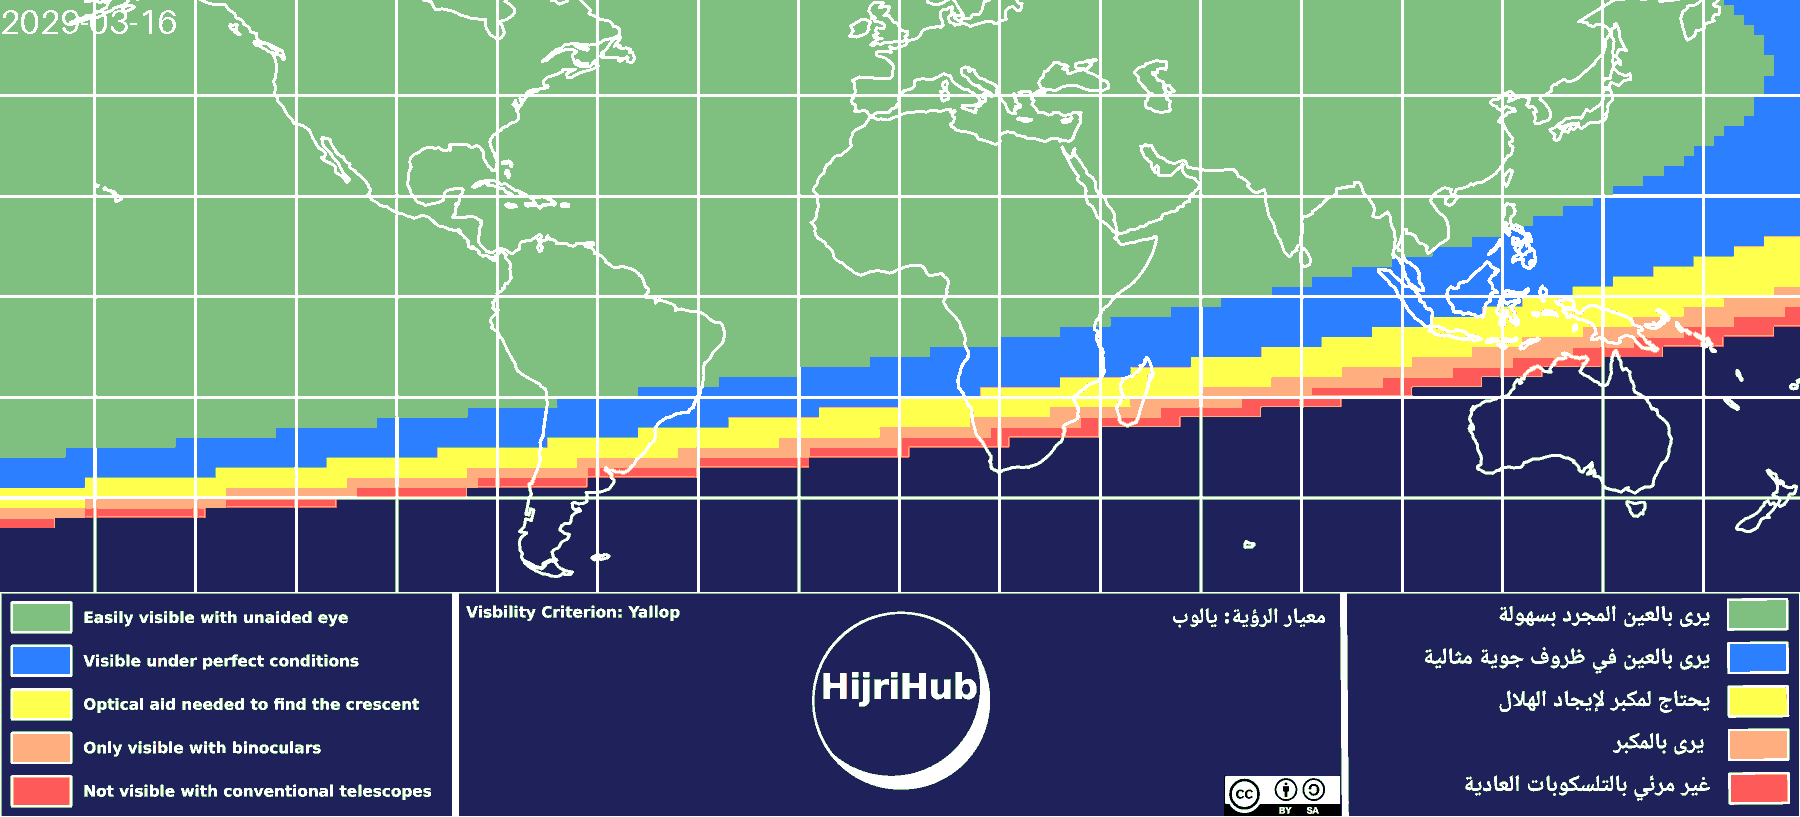 2029-03-16
Easily visible with unaided eye
Visible under perfect conditions
Optical aid needed to find the crescent
Only visible with binoculars
Not visible with conventional telescopes
Visbility Criterion: Yallop
معيار الرؤية: يالوب
HijriHub
cc
BY SA
يرى بالعين المجرد بسهولة
يرى بالعين في ظروف جوية مثالية
يحتاج لمكبر لإيجاد الهلال
يرى بالمكبر
غير مرئي بالتلسكوبات العادية